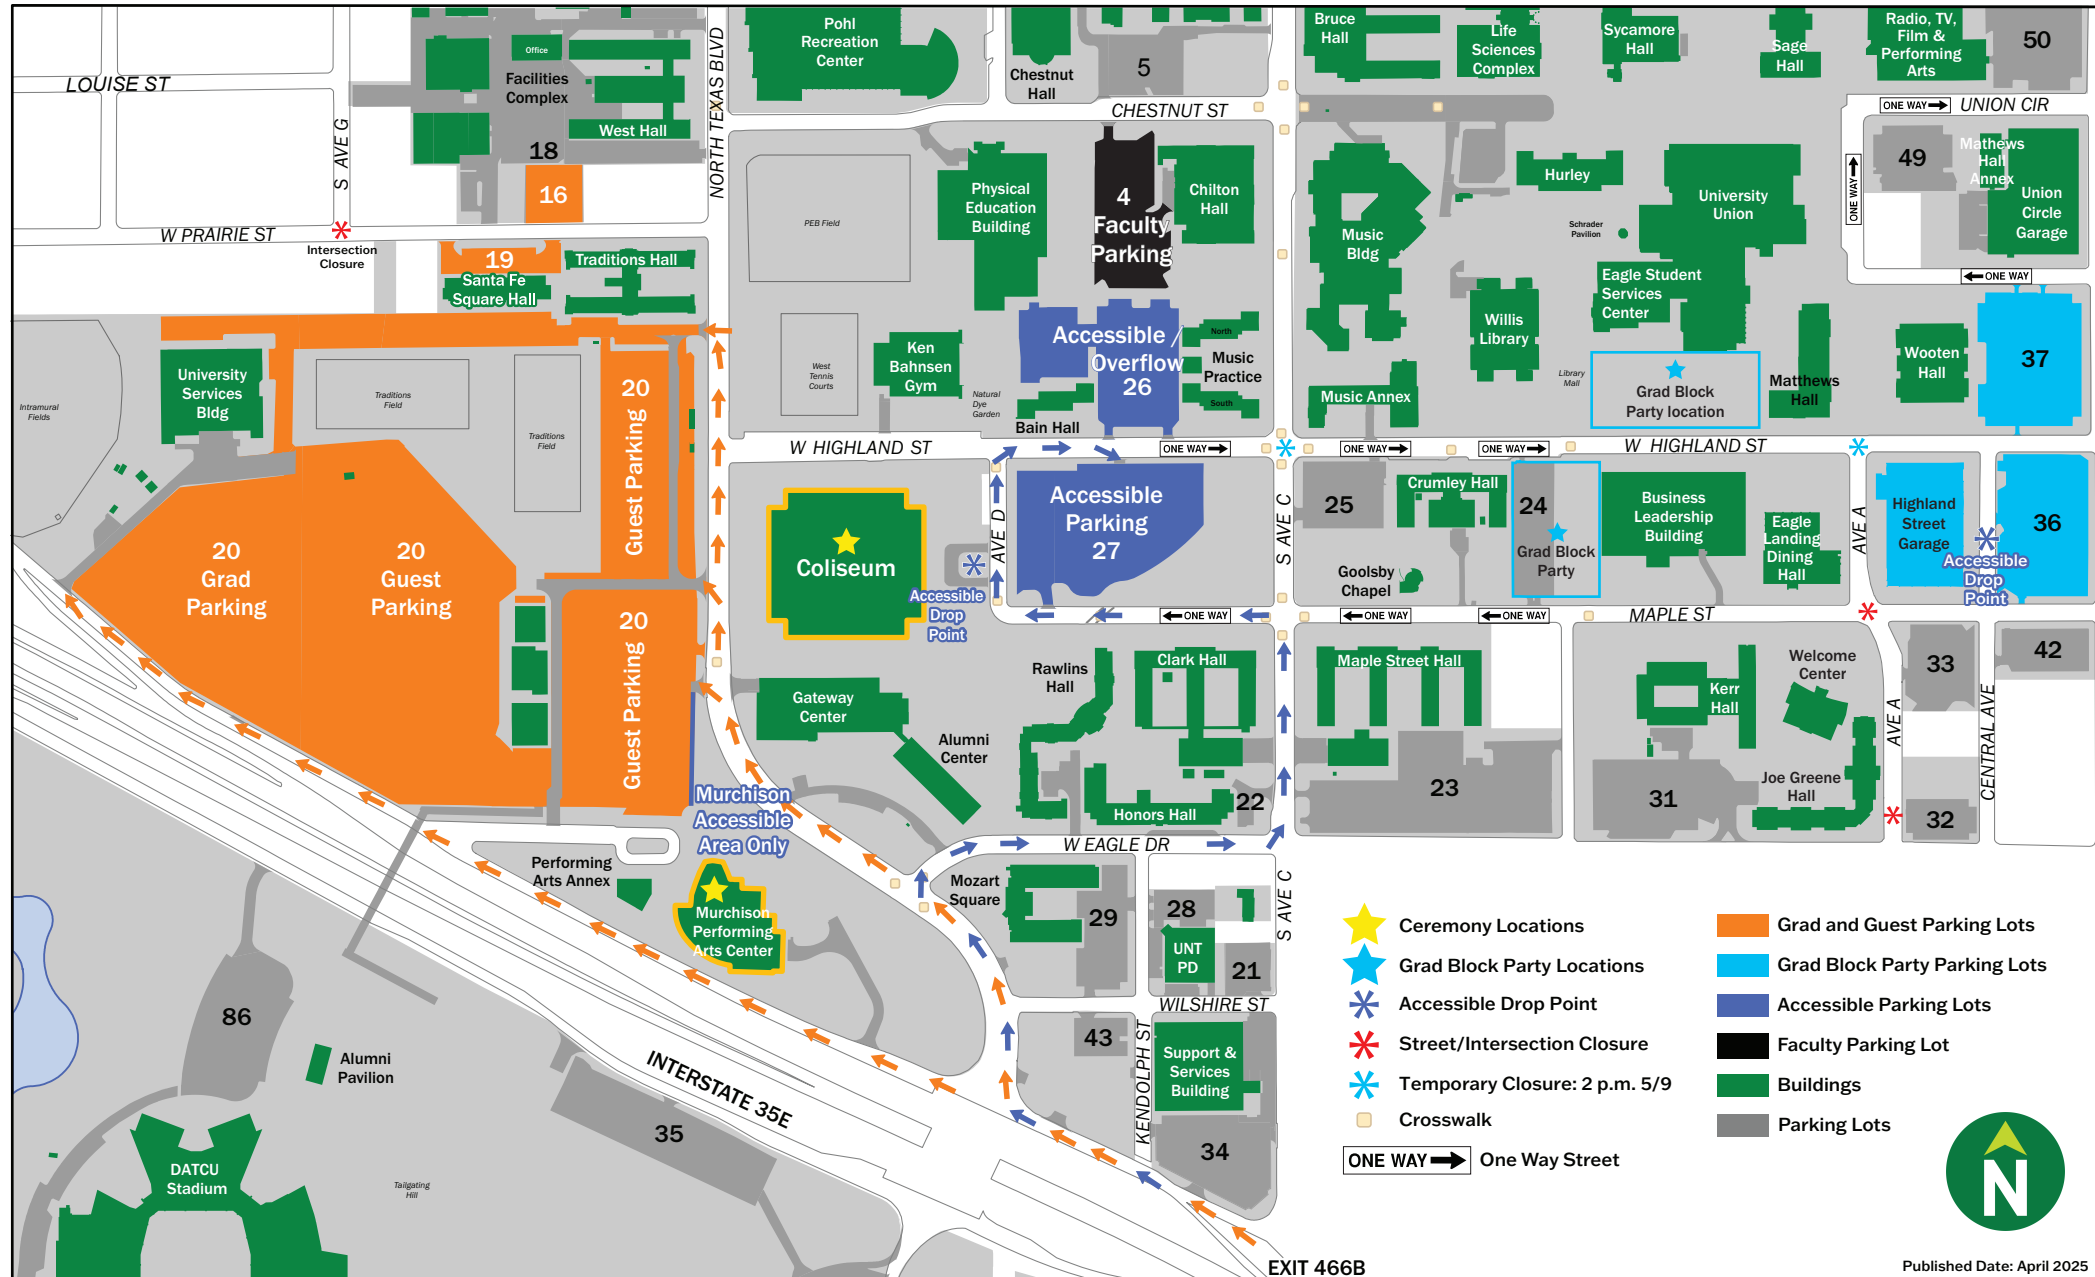 Pohl
Recreation
Center
Chestnut
Hall
5
Bruce
Hall
Life
Sciences
Complex
Sycamore
Hall
Sage
Hall
Radio, TV,
Film &
Performing
Arts
50
Office
Facilities
Complex
LOUISE ST
S AVE G
NORTH TEXAS BLVD
West Hall
18
16
CHESTNUT ST
ONE WAY
UNION CIR
W PRAIRIE ST
Intersection
Closure
19
Santa Fe
Square Hall
Traditions Hall
PEB Field
Physical
Education
Building
4
Faculty
Parking
Chilton
Hall
Music
Bldg
Hurley
University
Union
Schrader
Pavilion
Eagle Student
Services
Center
Willis
Library
49
Mathews
Hall
Annex
Union
Circle
Garage
ONE WAY
ONE WAY
Intramural
Fields
University
Services
Bldg
Traditions
Field
Traditions
Field
20
Guest Parking
West
Tennis
Courts
Ken
Bahnsen
Gym
Natural
Dye
Garden
Accessible /
Overflow
26
Bain Hall
North
Music
Practice
South
Music Annex
Library
Mall
Grad Block
Party location
Matthews
Hall
Wooten
Hall
37
W HIGHLAND ST
ONE WAY
ONE WAY
ONE WAY
W HIGHLAND ST
20
Grad
Parking
20
Guest
Parking
20
Guest Parking
Coliseum
Accessible
Drop
Point
AVE D
Accessible
Parking
27
S AVE C
25
Crumley Hall
Goolsby
Chapel
24
Grad Block
Party
Business
Leadership
Building
Eagle
Landing
Dining
Hall
AVE A
Highland
Street
Garage
36
Accessible
Drop
Point
ONE WAY
ONE WAY
ONE WAY
MAPLE ST
Gateway
Center
Alumni
Center
Rawlins
Hall
Clark Hall
Honors Hall
22
Maple Street Hall
23
Kerr
Hall
Welcome
Center
31
Joe Greene
Hall
AVE A
33
32
CENTRAL AVE
42
Murchison
Accessible
Area Only
Performing
Arts Annex
Murchison
Performing
Arts Center
W EAGLE DR
Mozart
Square
29
28
UNT
PD
21
S AVE C
WILSHIRE ST
43
KENDOLPH ST
Support &
Services
Building
34
86
Alumni
Pavilion
DATCU
Stadium
Tailgating
Hill
35
INTERSTATE 35E
EXIT 466B
Ceremony Locations
Grad Block Party Locations
Accessible Drop Point
Street/Intersection Closure
Temporary Closure: 2 p.m. 5/9
Crosswalk
ONE WAY
One Way Street
Grad and Guest Parking Lots
Grad Block Party Parking Lots
Accessible Parking Lots
Faculty Parking Lot
Buildings
Parking Lots
N
Published Date: April 2025